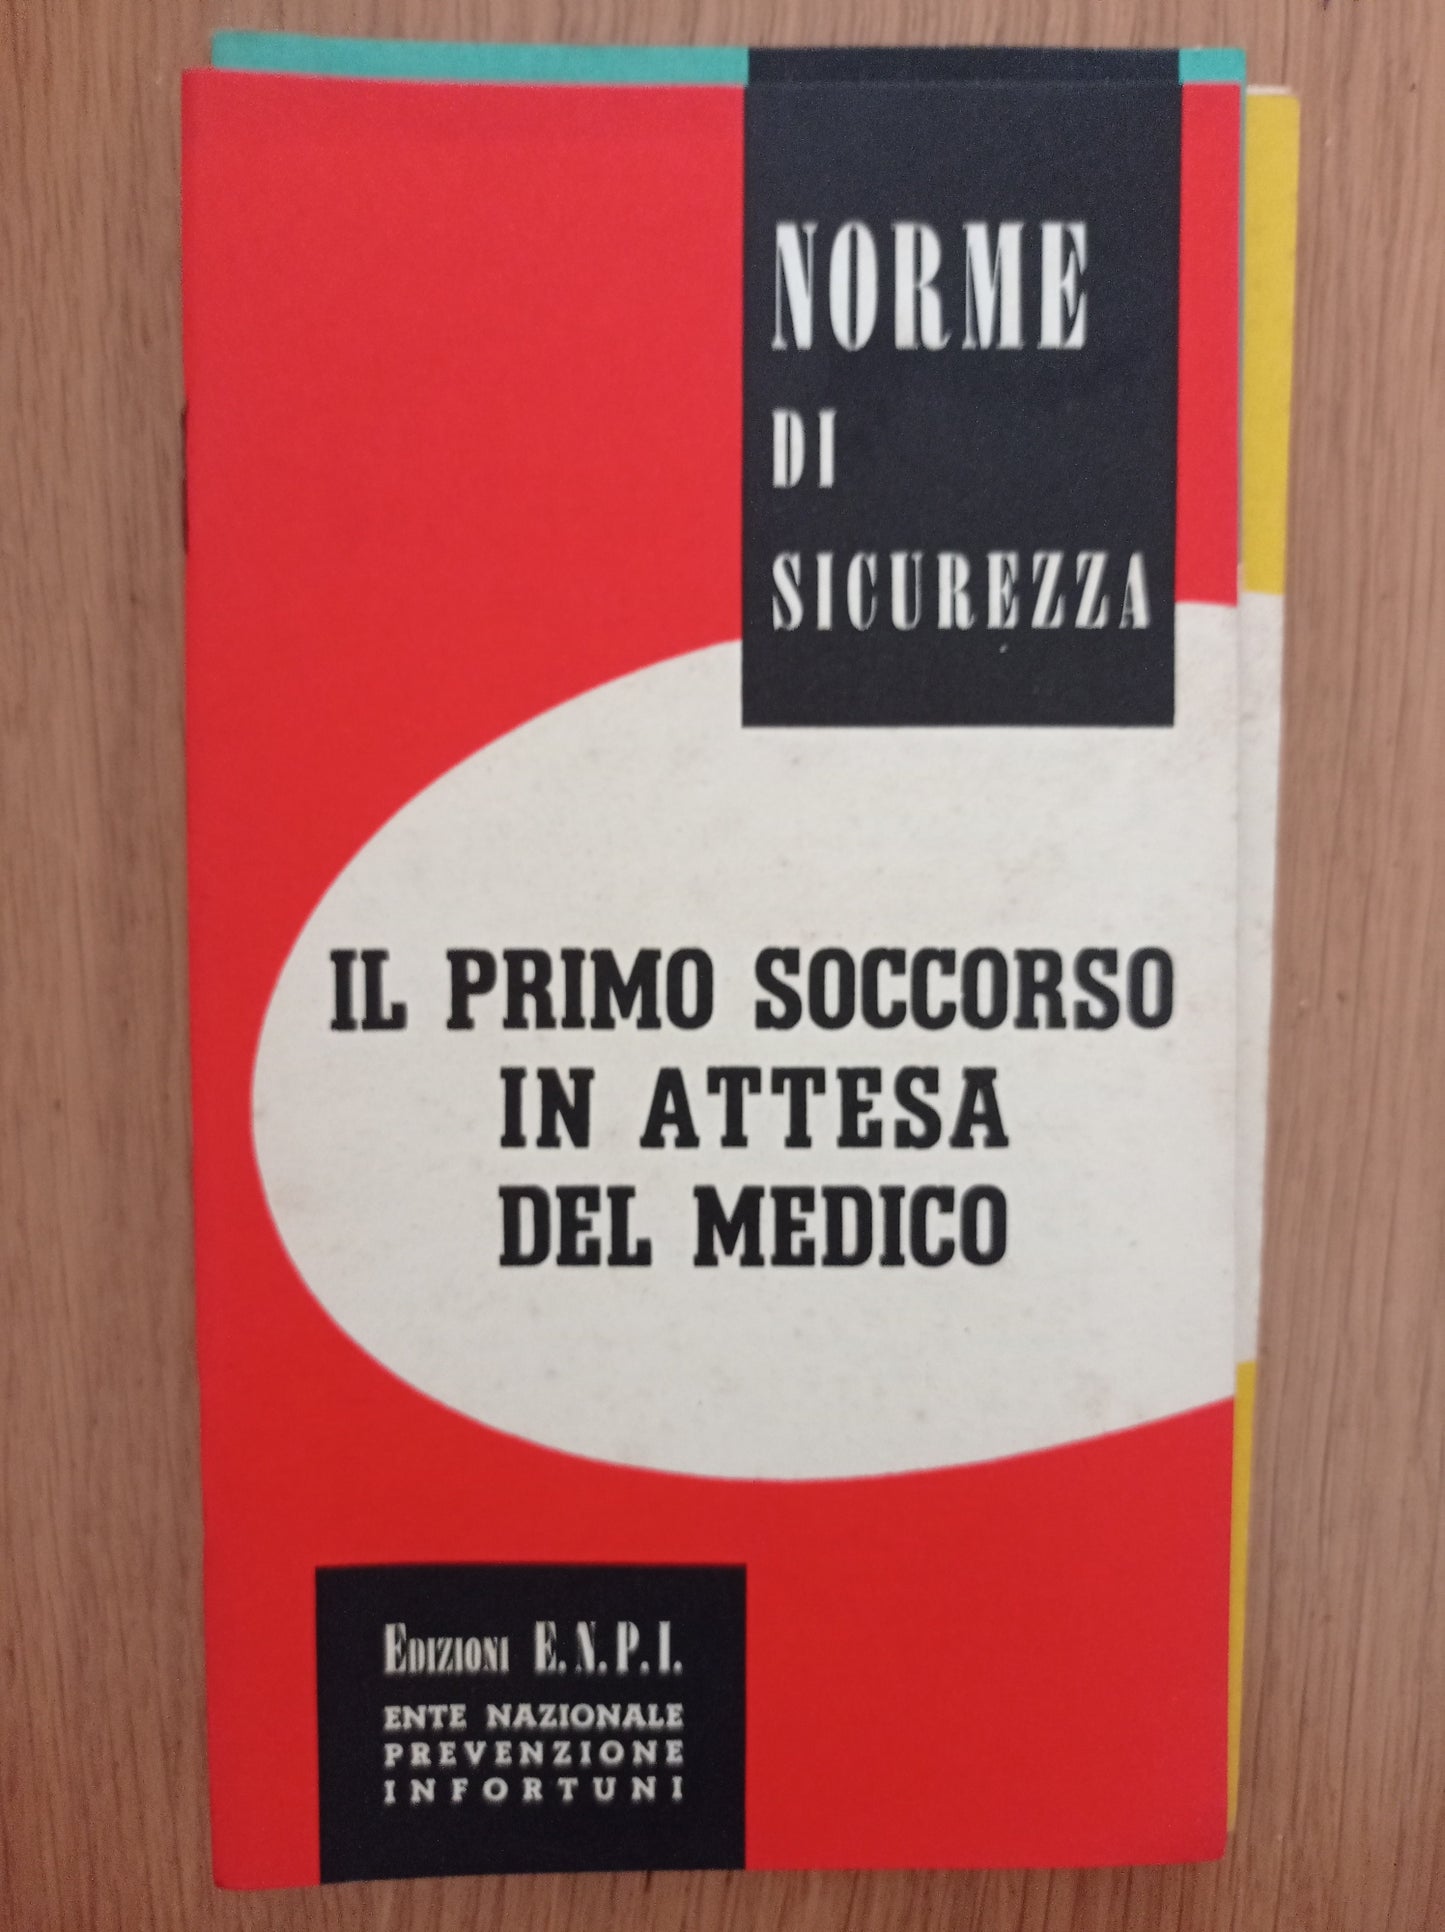 NORME
DI
SICUREZZA
IL PRIMO SOCCORSO
IN ATTESA
DEL MEDICO
EDIZIONI E.N.P.I.
ENTE NAZIONALE
PREVENZIONE
INFORTUNI